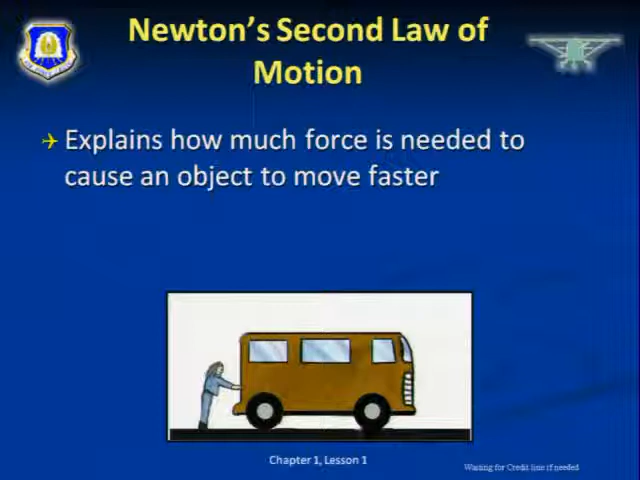 Newton's Second Law of
Motion
Explains how much force is needed to
cause an object to move faster
Chapter 1, Lesson 1
Waiting for Credit line if needed